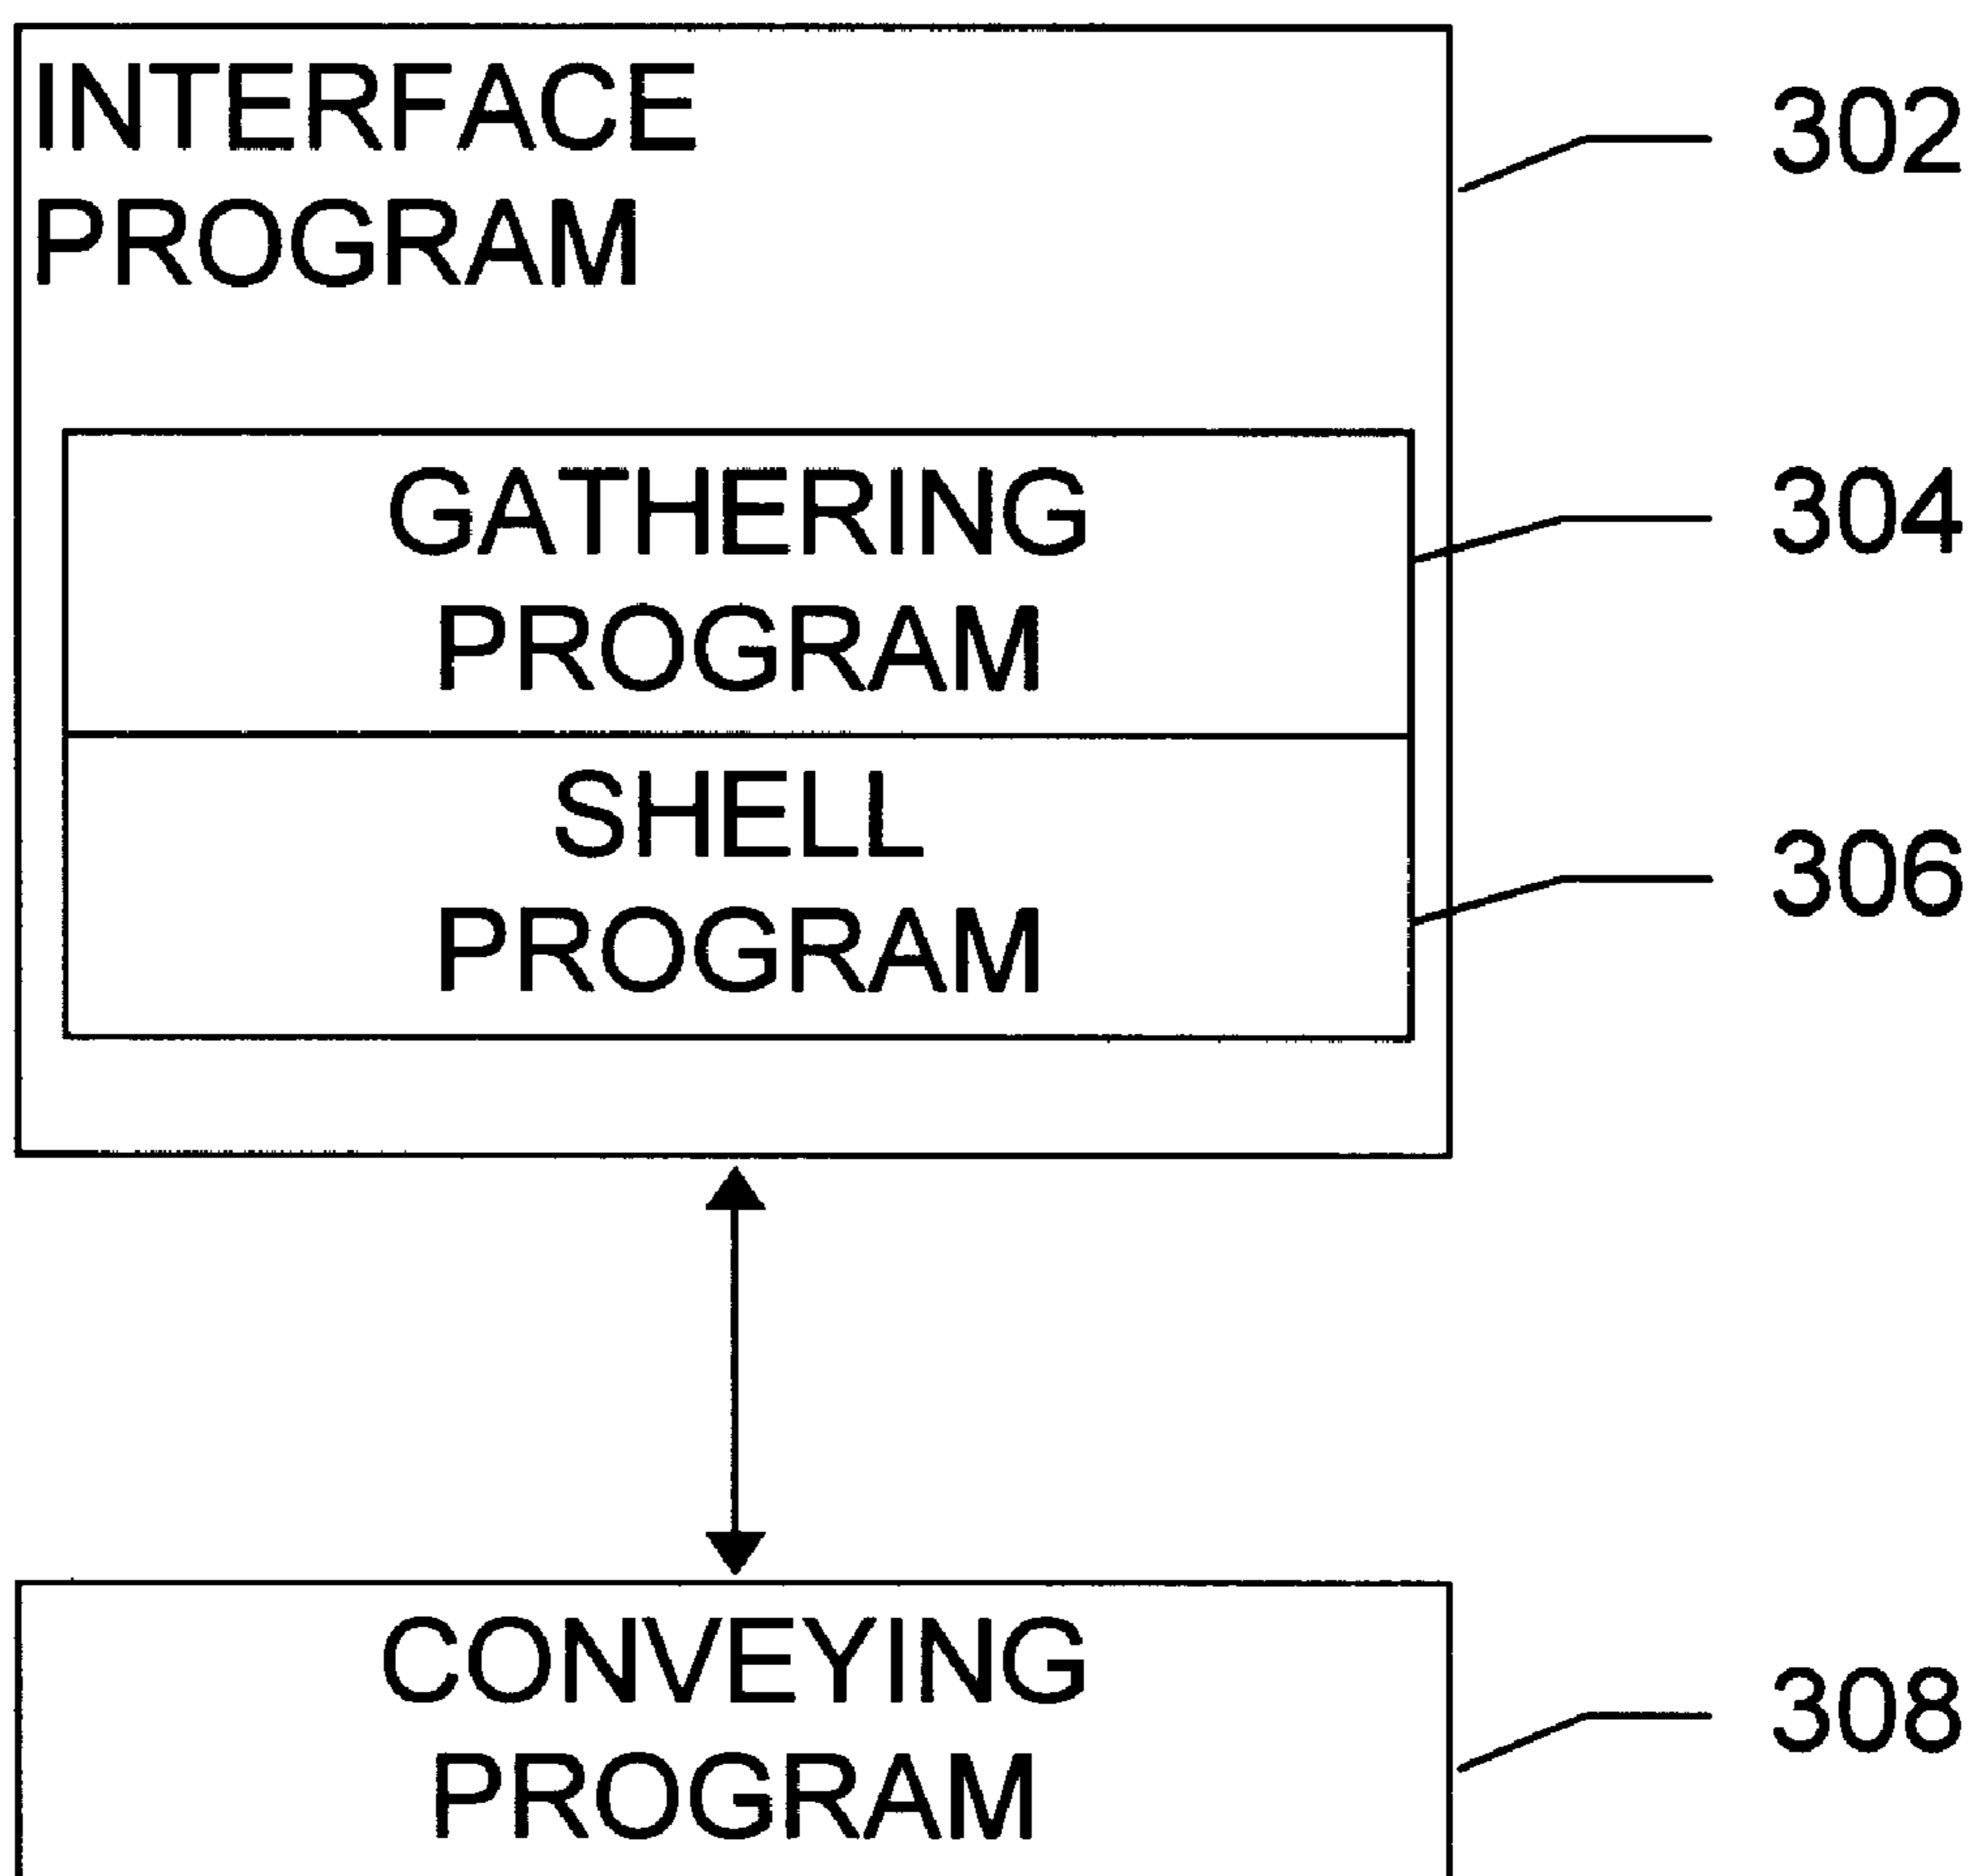 INTERFACE
PROGRAM
302
GATHERING
PROGRAM
304
SHELL
PROGRAM
306
CONVEYING
PROGRAM
308